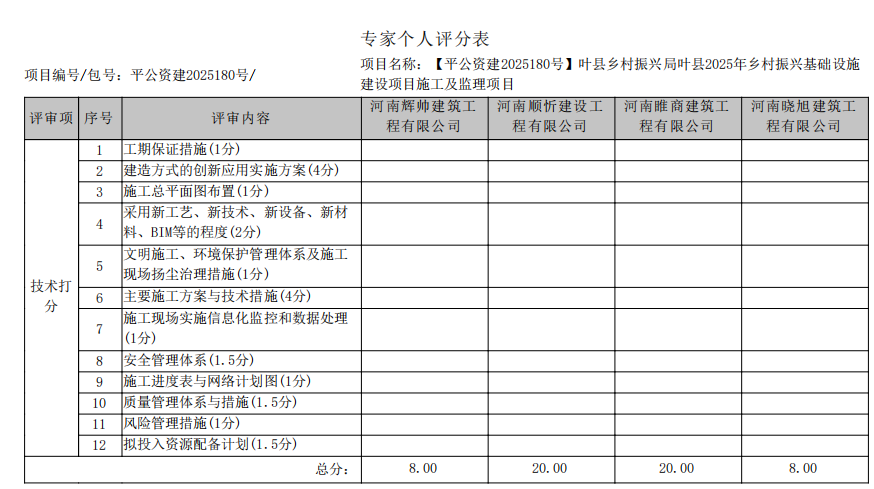 专家个人评分表
项目编号/包号：平公资建2025180号/
项目名称：【平公资建2025180号】叶县乡村振兴局叶县2025年乡村振兴基础设施
建设项目施工及监理项目
评审项 序号 评审内容 河南辉帅建筑工 河南顺忻建设工 河南睢商建筑工 河南晓旭建筑工
程有限公司 程有限公司 程有限公司 程有限公司
技术打
分
1 工期保证措施(1分)
2 建造方式的创新应用实施方案(4分)
3 施工总平面图布置(1分)
4 采用新工艺、新技术、新设备、新材
料、BIM等的程度(2分)
5 文明施工、环境保护管理体系及施工
现场扬尘治理措施(1分)
6 主要施工方案与技术措施(4分)
7 施工现场实施信息化监控和数据处理
(1分)
8 安全管理体系(1.5分)
9 施工进度表与网络计划图(1分)
10 质量管理体系与措施(1.5分)
11 风险管理措施(1分)
12 拟投入资源配备计划(1.5分)
总分： 8.00 20.00 20.00 8.00